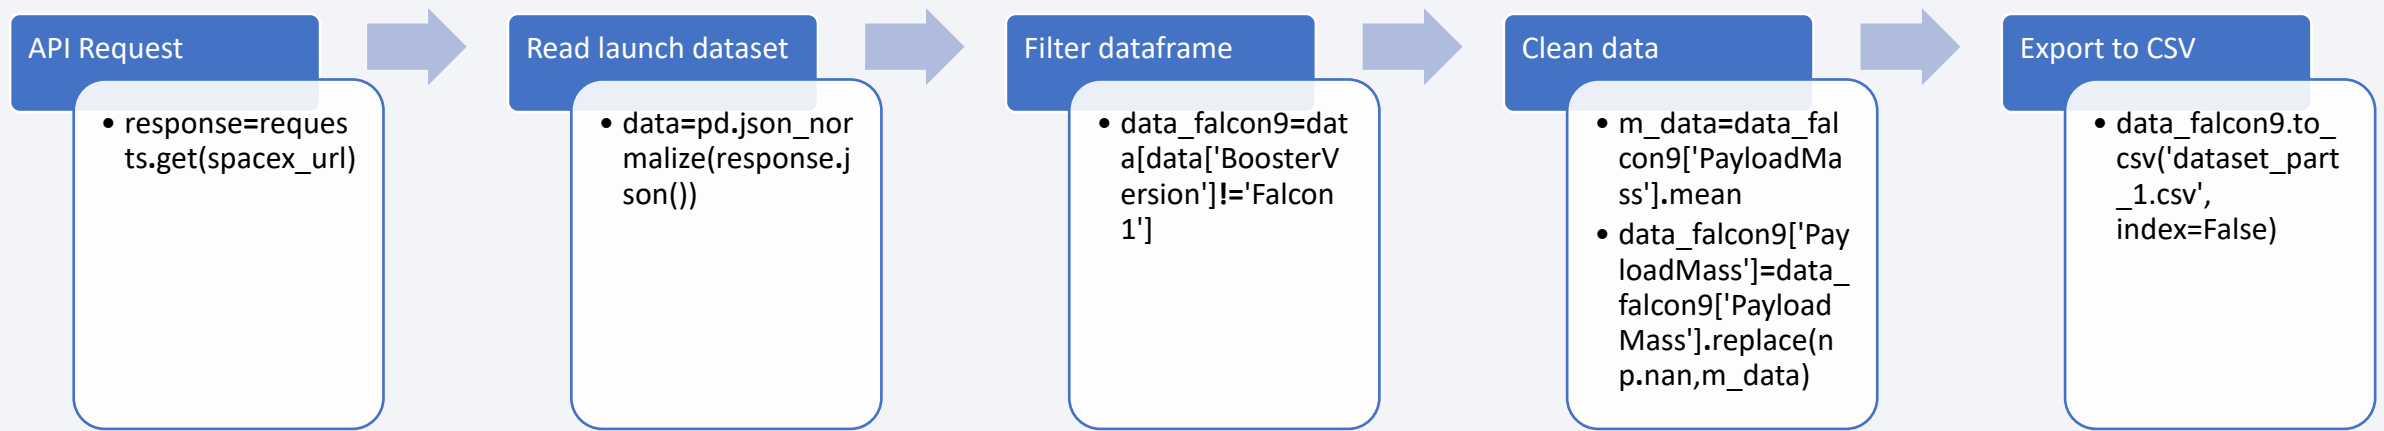 API Request
• response=reques
ts.get(spacex_url)
Read launch dataset
• data=pd.json_nor
malize(response.j
son())
Filter dataframe
• data_falcon9=dat
a[data['BoosterV
ersion']!='Falcon
1']
Clean data
• m_data=data_fal
con9['PayloadMa
ss'].mean
• data_falcon9['Pay
loadMass']=data_
falcon9['Payload
Mass'].replace(n
p.nan,m_data)
Export to CSV
• data_falcon9.to_
csv('dataset_part
_1.csv',
index=False)